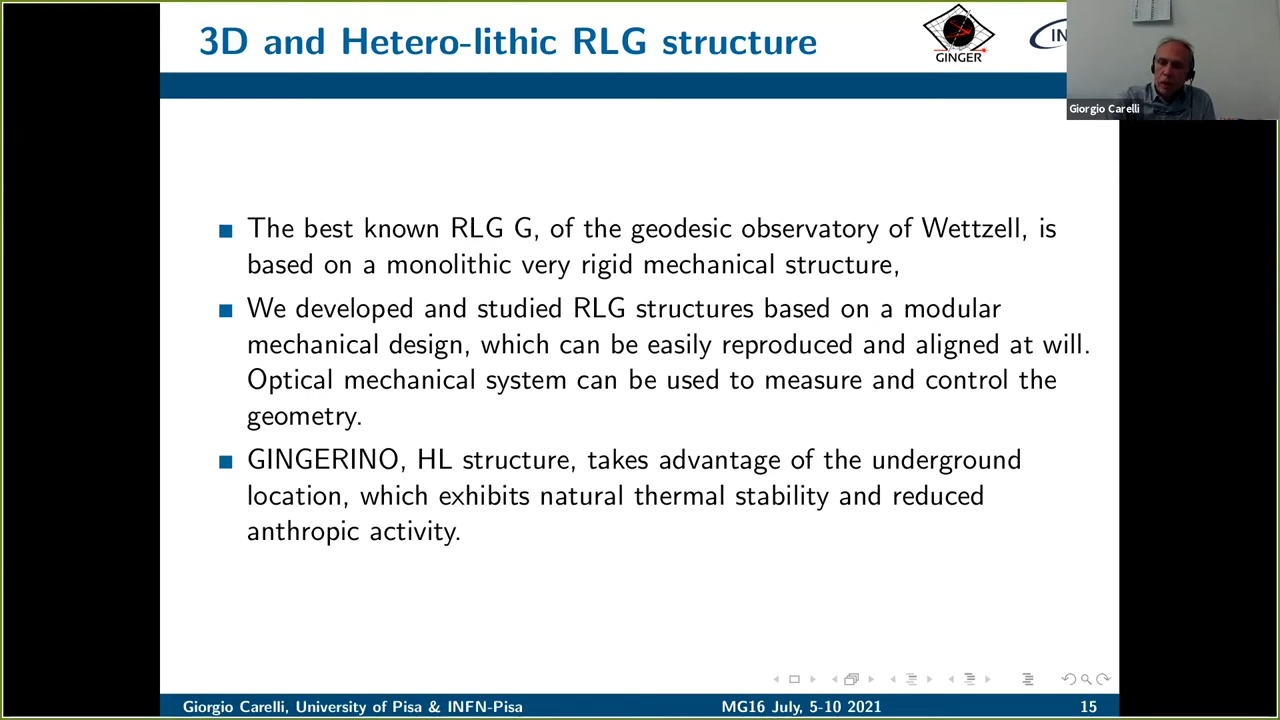 3D and Hetero-lithic RLG structure
GINGER
IN
Giorgio Carelli
The best known RLG G, of the geodesic observatory of Wettzell, is
based on a monolithic very rigid mechanical structure,
We developed and studied RLG structures based on a modular
mechanical design, which can be easily reproduced and aligned at will.
Optical mechanical system can be used to measure and control the
geometry.
GINGERINO, HL structure, takes advantage of the underground
location, which exhibits natural thermal stability and reduced
anthropic activity.
Giorgio Carelli, University of Pisa & INFN-Pisa
MG16 July, 5-10 2021
15